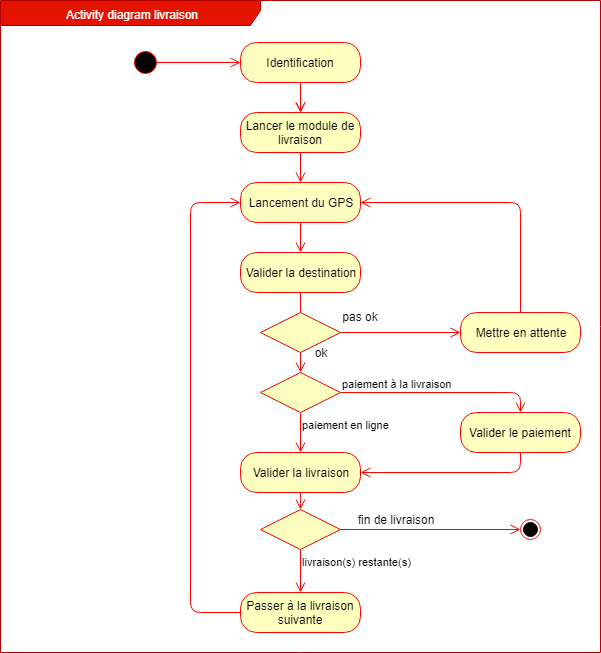 Activity diagram livraison
Identification
Lancer le module de
livraison
Lancement du GPS
Valider la destination
pas ok
Mettre en attente
ok
paiement à la livraison
paiement en ligne
Valider le paiement
Valider la livraison
fin de livraison
livraison(s) restante(s)
Passer à la livraison
suivante